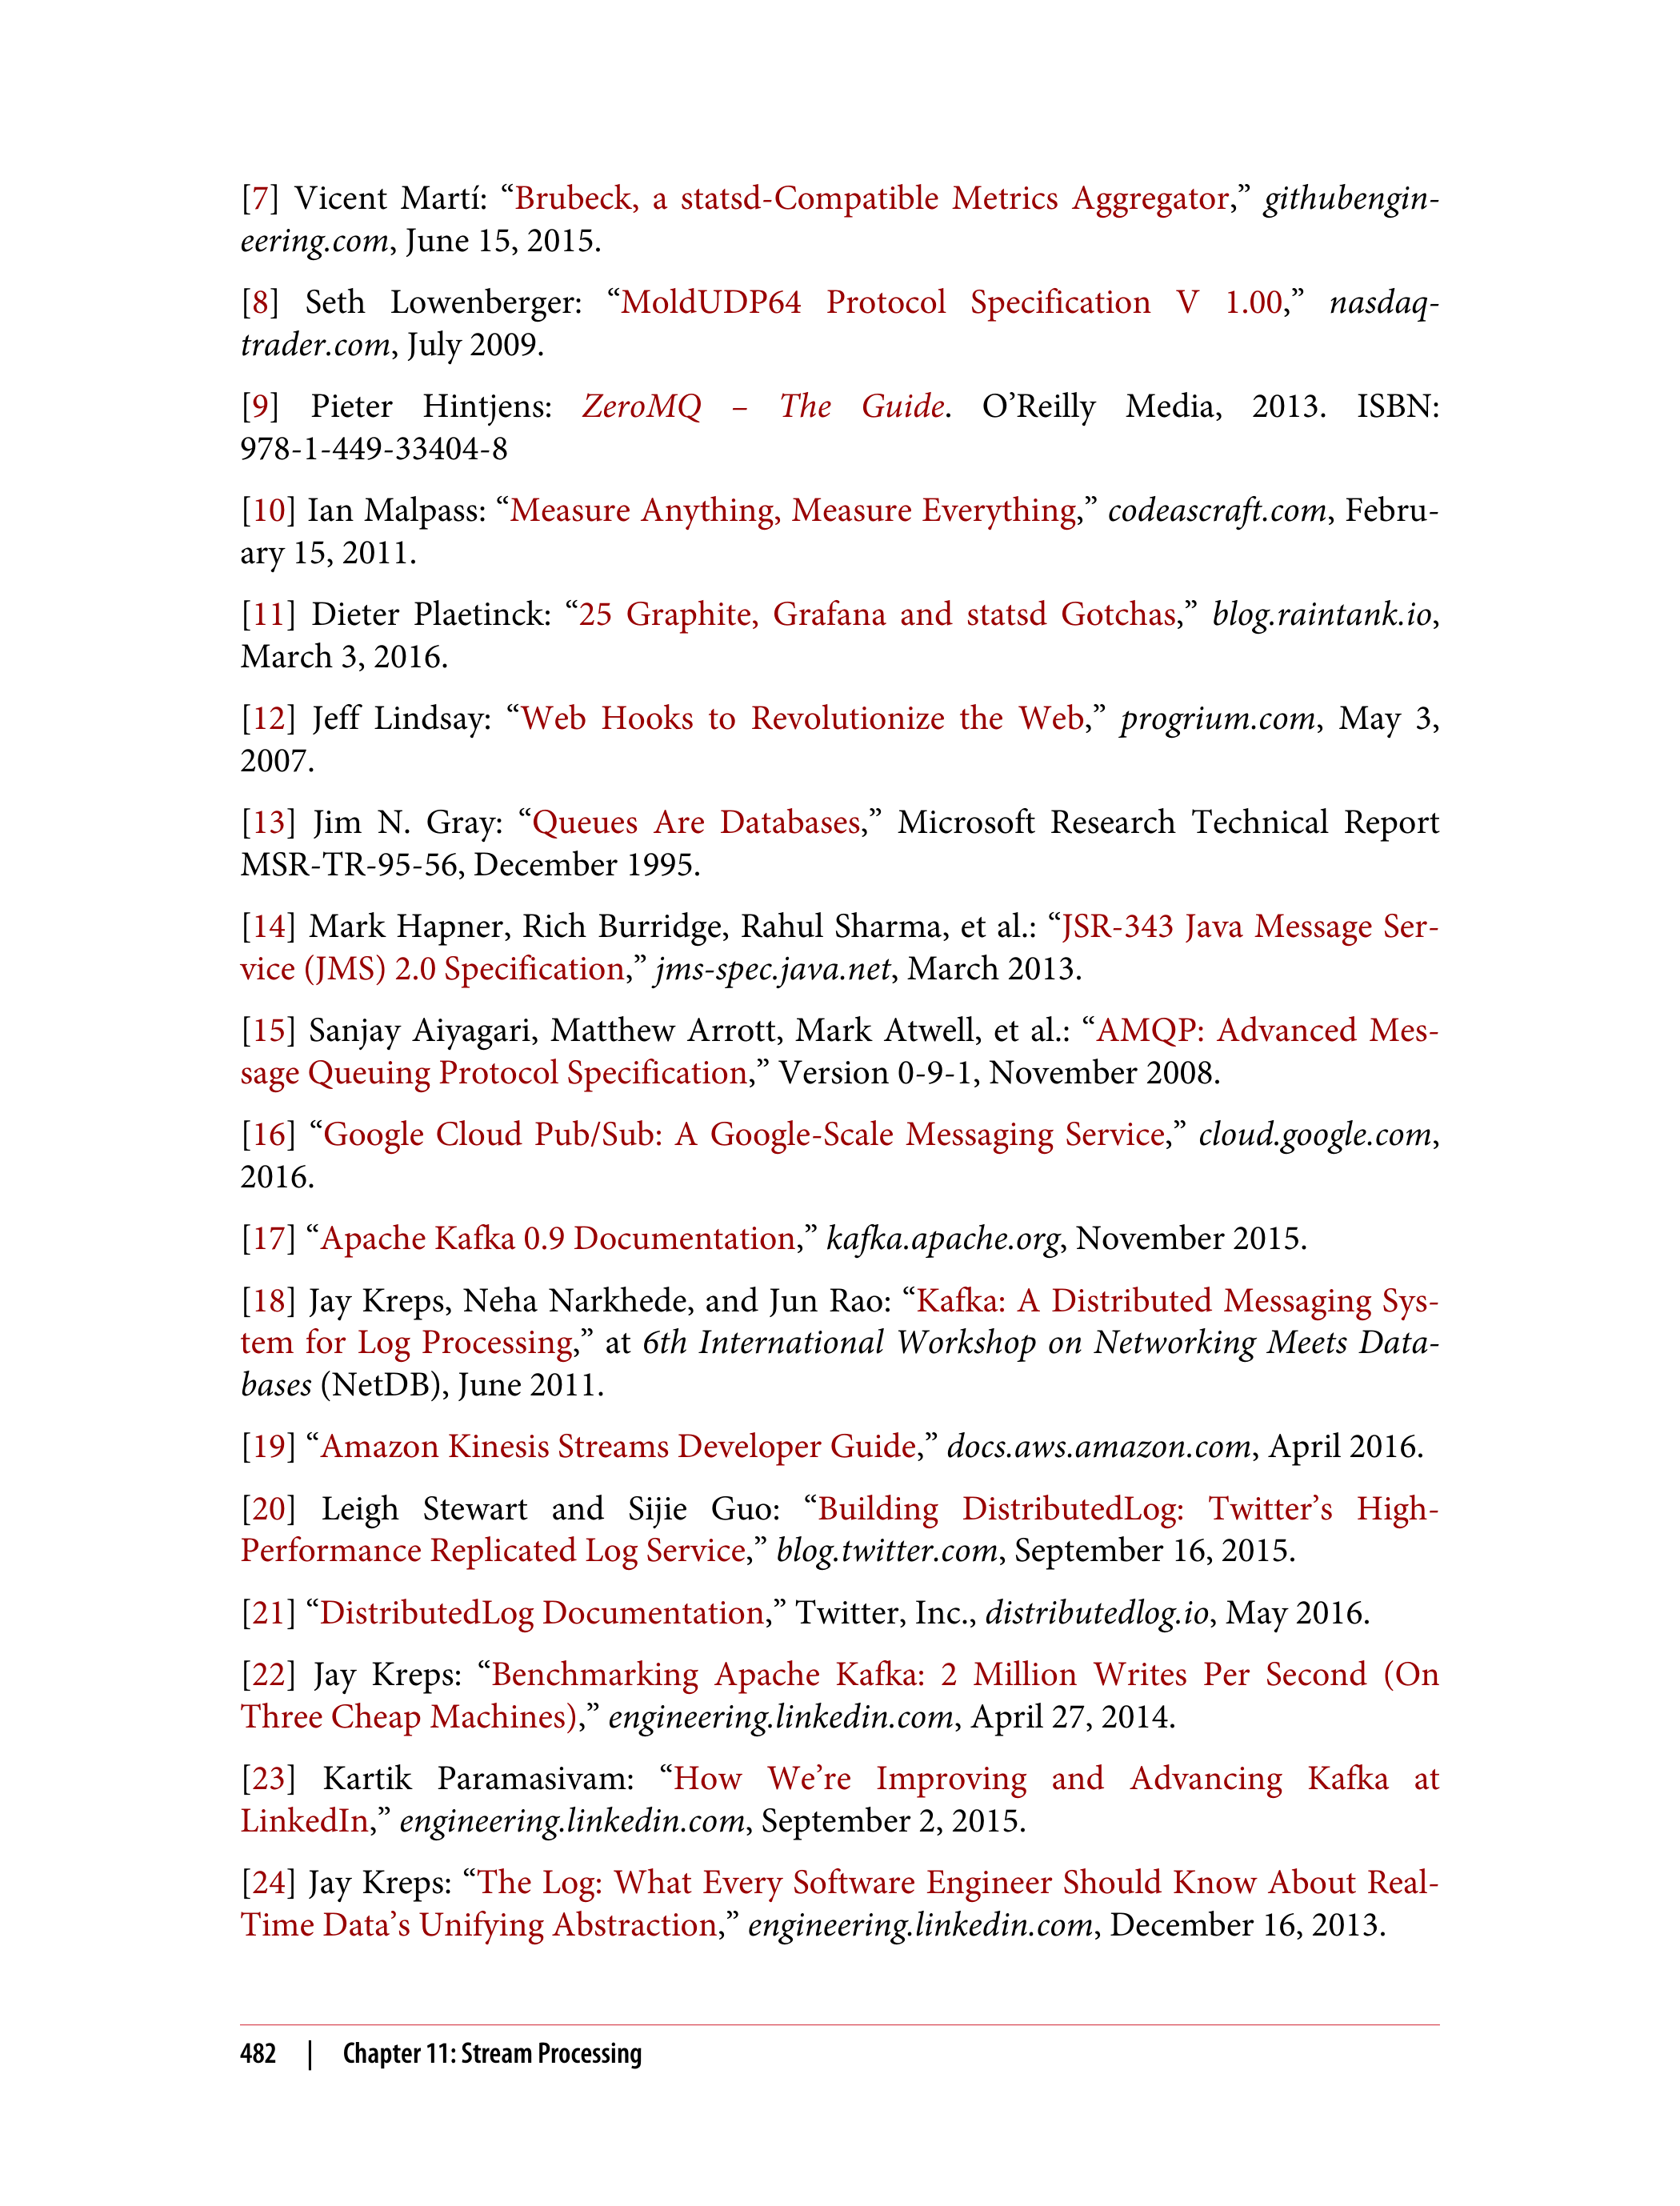 [7] Vicent Martí: “Brubeck, a statsd-Compatible Metrics Aggregator,” githubengin-
eering.com, June 15, 2015.
[8] Seth Lowenberger: “MoldUDP64 Protocol Specification V 1.00,” nasdaq-
trader.com, July 2009.
[9] Pieter Hintjens: ZeroMQ – The Guide. O’Reilly Media, 2013. ISBN:
978-1-449-33404-8
[10] Ian Malpass: “Measure Anything, Measure Everything,” codeascraft.com, Febru-
ary 15, 2011.
[11] Dieter Plaetinck: “25 Graphite, Grafana and statsd Gotchas,” blog.raintank.io,
March 3, 2016.
[12] Jeff Lindsay: “Web Hooks to Revolutionize the Web,” progrium.com, May 3,
2007.
[13] Jim N. Gray: “Queues Are Databases,” Microsoft Research Technical Report
MSR-TR-95-56, December 1995.
[14] Mark Hapner, Rich Burridge, Rahul Sharma, et al.: “JSR-343 Java Message Ser-
vice (JMS) 2.0 Specification,” jms-spec.java.net, March 2013.
[15] Sanjay Aiyagari, Matthew Arrott, Mark Atwell, et al.: “AMQP: Advanced Mes-
sage Queuing Protocol Specification,” Version 0-9-1, November 2008.
[16] “Google Cloud Pub/Sub: A Google-Scale Messaging Service,” cloud.google.com,
2016.
[17] “Apache Kafka 0.9 Documentation,” kafka.apache.org, November 2015.
[18] Jay Kreps, Neha Narkhede, and Jun Rao: “Kafka: A Distributed Messaging Sys-
tem for Log Processing,” at 6th International Workshop on Networking Meets Data-
bases (NetDB), June 2011.
[19] “Amazon Kinesis Streams Developer Guide,” docs.aws.amazon.com, April 2016.
[20] Leigh Stewart and Sijie Guo: “Building DistributedLog: Twitter’s High-
Performance Replicated Log Service,” blog.twitter.com, September 16, 2015.
[21] “DistributedLog Documentation,” Twitter, Inc., distributedlog.io, May 2016.
[22] Jay Kreps: “Benchmarking Apache Kafka: 2 Million Writes Per Second (On
Three Cheap Machines),” engineering.linkedin.com, April 27, 2014.
[23] Kartik Paramasivam: “How We’re Improving and Advancing Kafka at
LinkedIn,” engineering.linkedin.com, September 2, 2015.
[24] Jay Kreps: “The Log: What Every Software Engineer Should Know About Real-
Time Data’s Unifying Abstraction,” engineering.linkedin.com, December 16, 2013.
482 | Chapter 11: Stream Processing